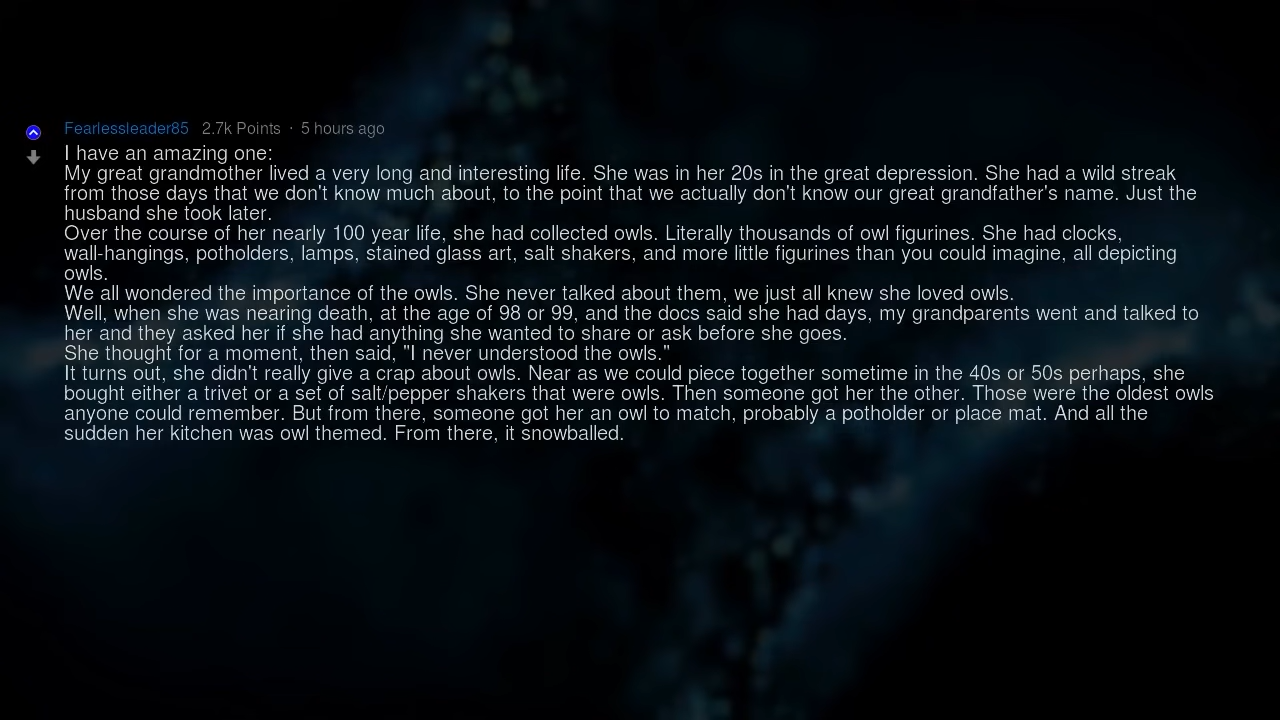 Fearlessleader85 2.7k Points · 5 hours ago
I have an amazing one:
My great grandmother lived a very long and interesting life. She was in her 20s in the great depression. She had a wild streak
from those days that we don't know much about, to the point that we actually don't know our great grandfather's name. Just the
husband she took later.
Over the course of her nearly 100 year life, she had collected owls. Literally thousands of owl figurines. She had clocks,
wall-hangings, potholders, lamps, stained glass art, salt shakers, and more little figurines than you could imagine, all depicting
owls.
We all wondered the importance of the owls. She never talked about them, we just all knew she loved owls.
Well, when she was nearing death, at the age of 98 or 99, and the docs said she had days, my grandparents went and talked to
her and they asked her if she had anything she wanted to share or ask before she goes.
She thought for a moment, then said, "I never understood the owls."
It turns out, she didn't really give a crap about owls. Near as we could piece together sometime in the 40s or 50s perhaps, she
bought either a trivet or a set of salt/pepper shakers that were owls. Then someone got her the other. Those were the oldest owls
anyone could remember. But from there, someone got her an owl to match, probably a potholder or place mat. And all the
sudden her kitchen was owl themed. From there, it snowballed.